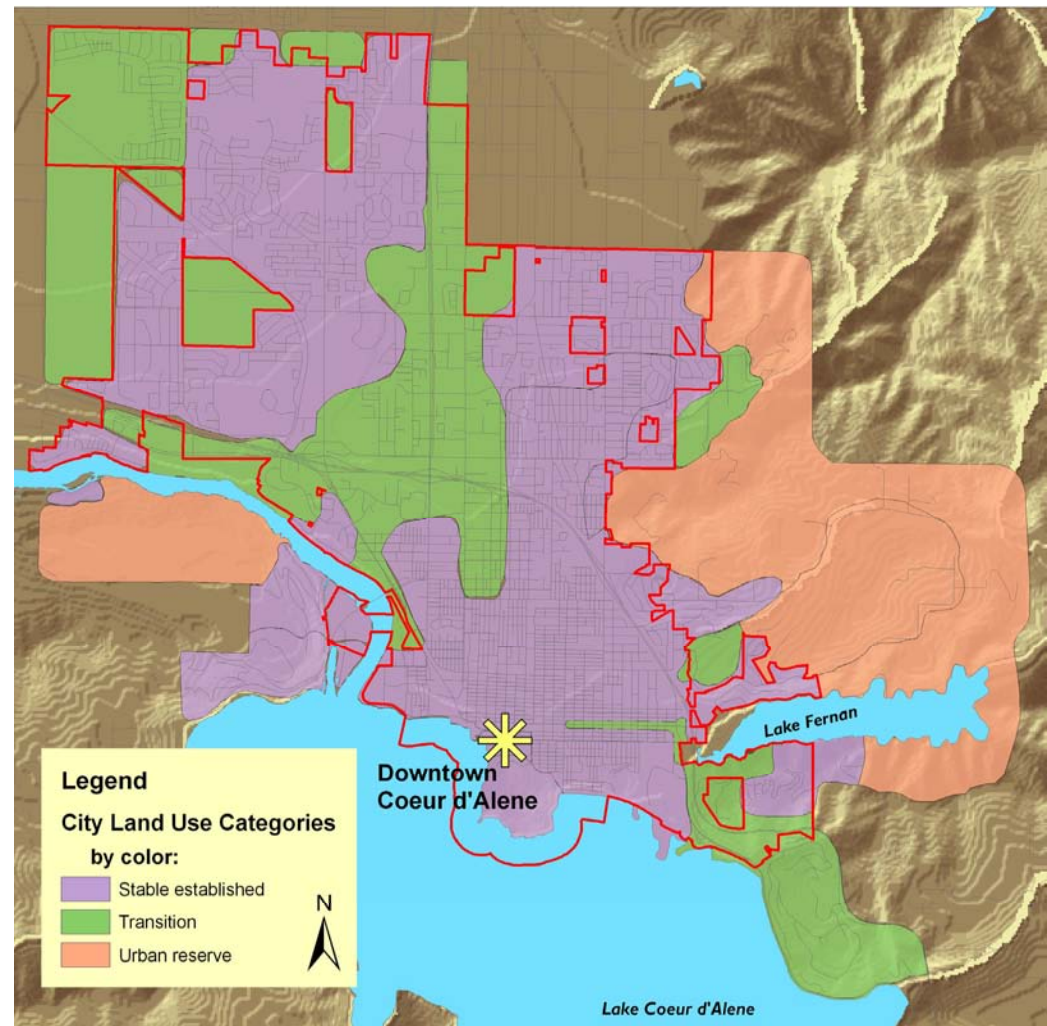 Lake Fernan
Downtown
Coeur d'Alene
Legend
City Land Use Categories
by color:
Stable established
Transition
Urban reserve
N
Lake Coeur d'Alene